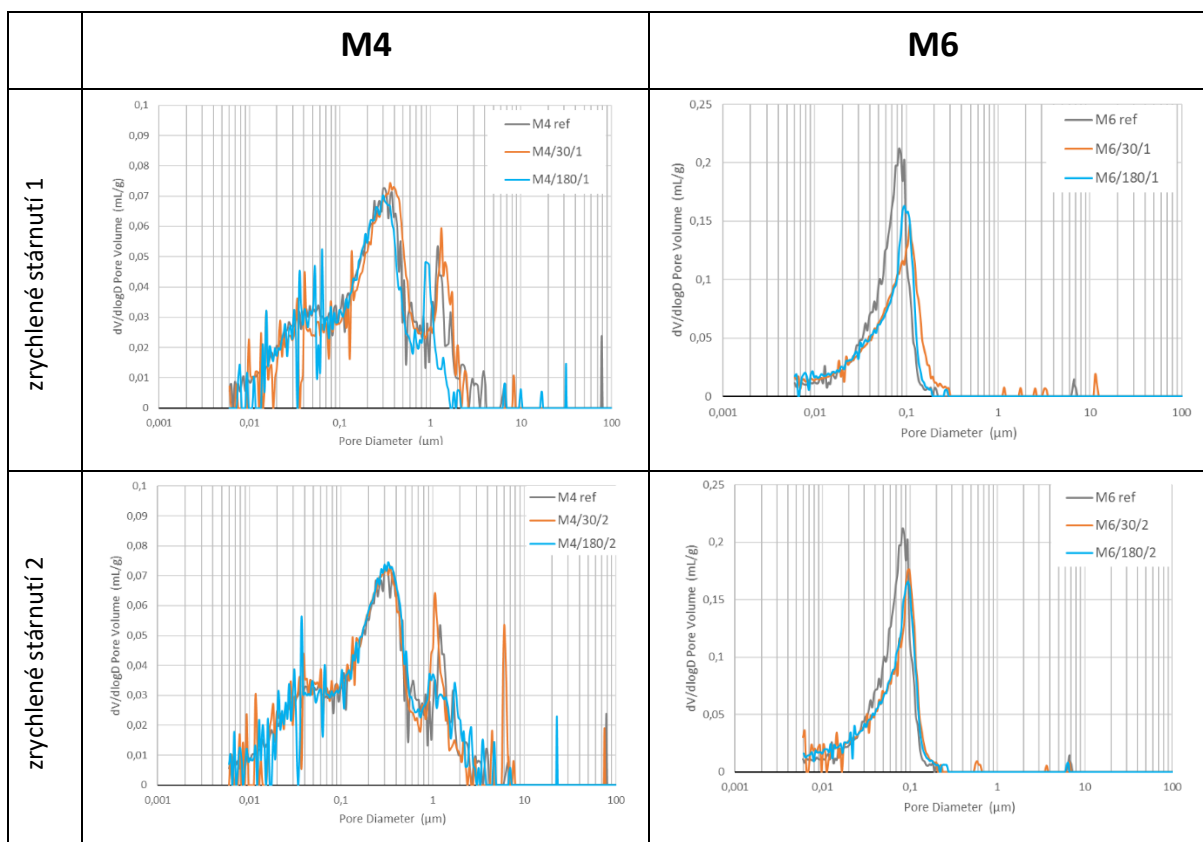 M4
M6
zrychlené stárnutí 1
0,1
0,09
0,08
0,07
0,06
0,05
0,04
0,03
0,02
0,01
0
dV/dlogD Pore Volume (mL/g)
M4 ref
M4/30/1
M4/180/1
0,001
0,01
0,1
1
10
100
Pore Diameter (µm)
0,25
0,2
0,15
0,1
0,05
0
dV/dlogD Pore Volume (mL/g)
M6 ref
M6/30/1
M6/180/1
0,001
0,01
0,1
1
10
100
Pore Diameter (µm)
zrychlené stárnutí 2
0,1
0,09
0,08
0,07
0,06
0,05
0,04
0,03
0,02
0,01
0
dV/dlogD Pore Volume (mL/g)
M4 ref
M4/30/2
M4/180/2
0,001
0,01
0,1
1
10
100
Pore Diameter (µm)
0,25
0,2
0,15
0,1
0,05
0
dV/dlogD Pore Volume (mL/g)
M6 ref
M6/30/2
M6/180/2
0,001
0,01
0,1
1
10
100
Pore Diameter (µm)